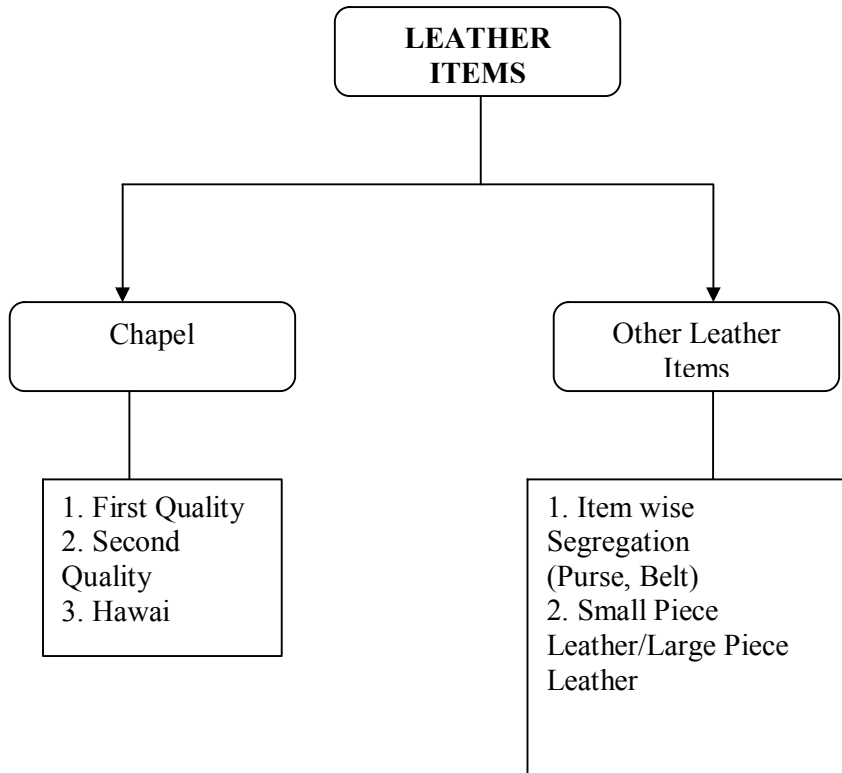 LEATHER
ITEMS
Chapel
Other Leather
Items
1. First Quality
2. Second
Quality
3. Hawai
1. Item wise
Segregation
(Purse, Belt)
2. Small Piece
Leather/Large Piece
Leather